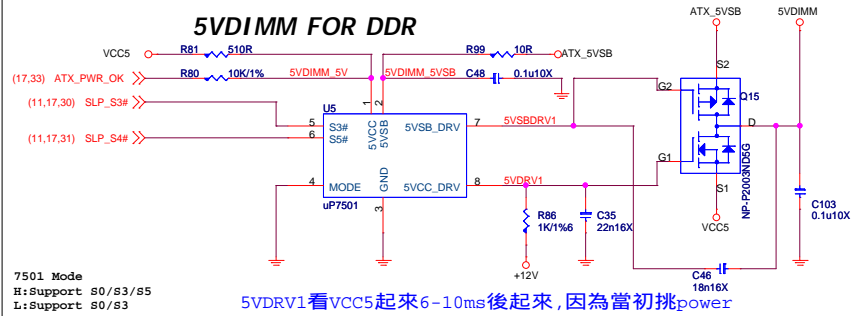 5VDIMM FOR DDR
ATX_5VSB
5VDIMM
VCC5
R81
510R
R99
10R
ATX_5VSB
(17,33) ATX_PWR_OK
R80
10K/1%
5VDIMM_5V
5VDIMM_5VSB
C48
0.1u10X
S2
(11,17,30) SLP_S3#
1
2
G2
Q15
U5
5
S3#
5VCC
5VSB
5VSB_DRV
7
5VSBDRV1
D
(11,17,31) SLP_S4#
6
S5#
4
MODE
GND
5VCC_DRV
8
5VDRV1
G1
S1
NP-P2003ND5G
uP7501
3
R86
1K/1%6
C35
22n16X
VCC5
C103
0.1u10X
+12V
C46
18n16X
7501 Mode
H:Support S0/S3/S5
L:Support S0/S3
5VDRV1看VCC5起來6-10ms後起來,因為當初挑power